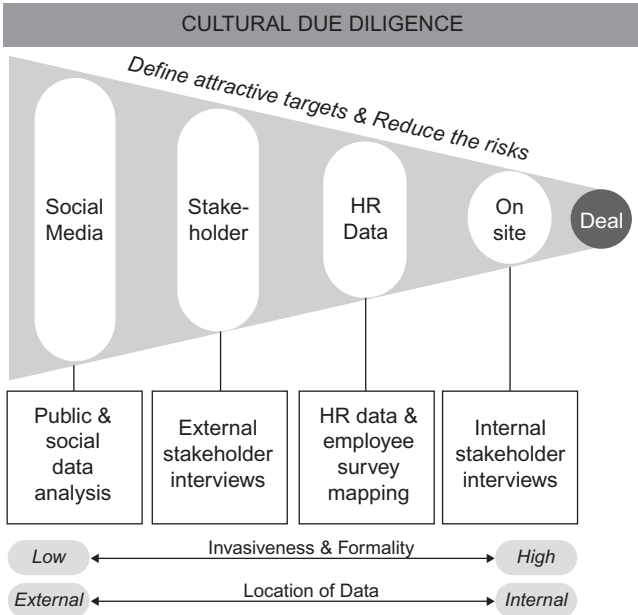 CULTURAL DUE DILIGENCE
Define attractive targets & Reduce the risks
Social
Media
Stake-
holder
HR
Data
On
site
Deal
Public &
social
data
analysis
External
stakeholder
interviews
HR data &
employee
survey
mapping
Internal
stakeholder
interviews
Low
Invasiveness & Formality
High
External
Location of Data
Internal